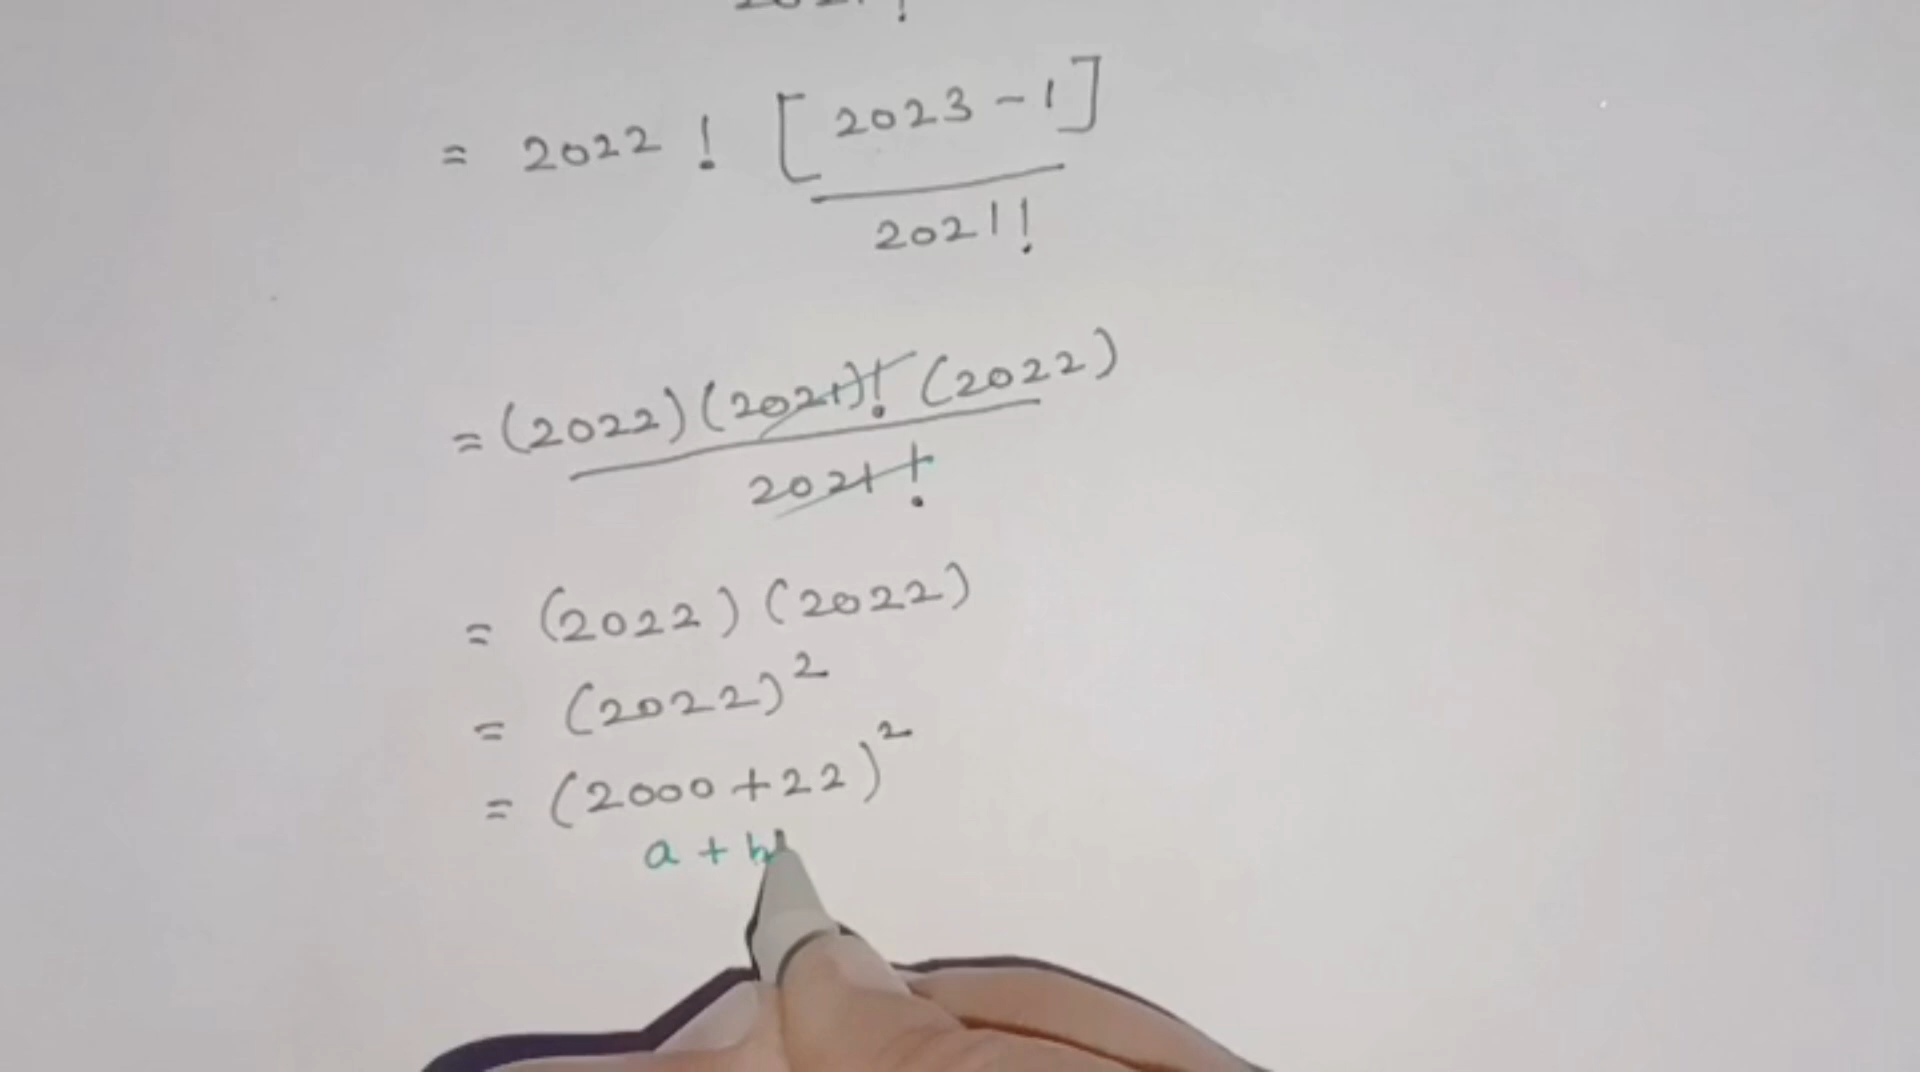 = 2022 ! [2023 - 1]
2021!
= (2022)(2021)! (2022)
2021!
= (2022)(2022)
= (2022)²
= (2000+22)²
a + b